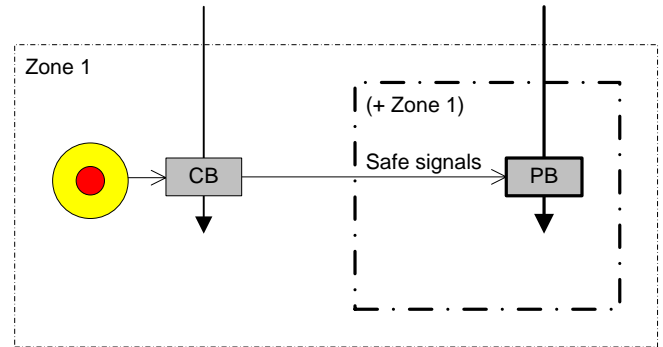 Zone 1
(+ Zone 1)
Safe signals
CB
PB